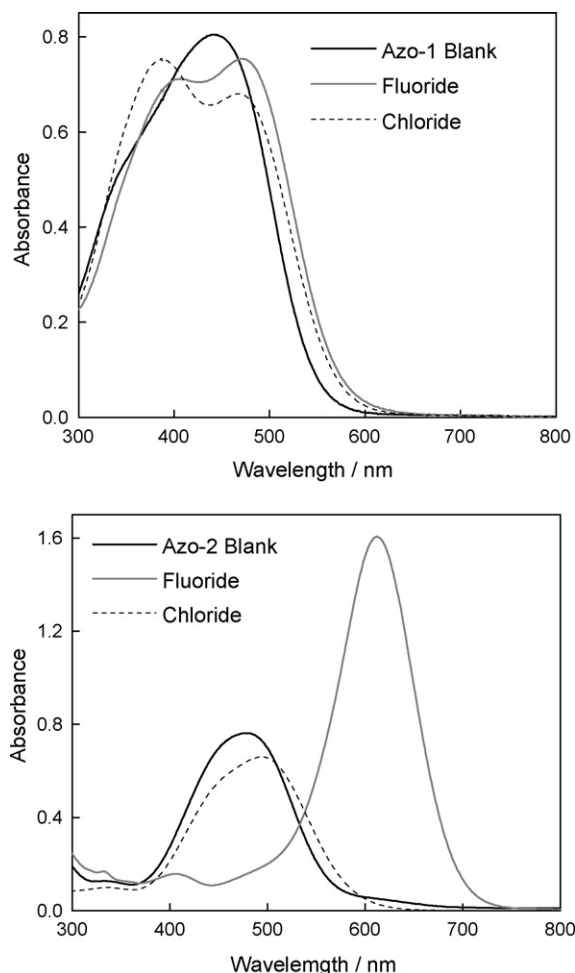 0.8
0.6
0.4
0.2
0.0
Absorbance
Azo-1 Blank
Fluoride
Chloride
300 400 500 600 700 800
Wavelength / nm
1.6
1.2
0.8
0.4
0.0
Absorbance
Azo-2 Blank
Fluoride
Chloride
300 400 500 600 700 800
Wavelemgth / nm